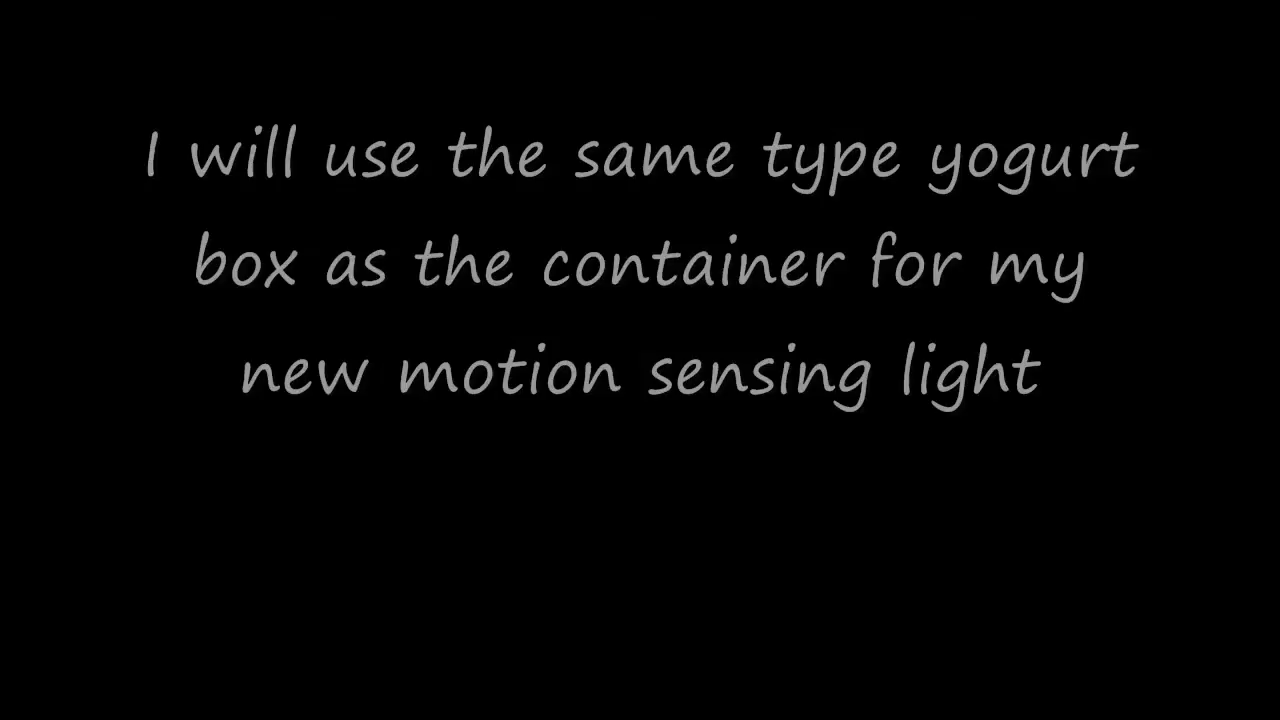 I will use the same type yogurt
box as the container for my
new motion sensing light